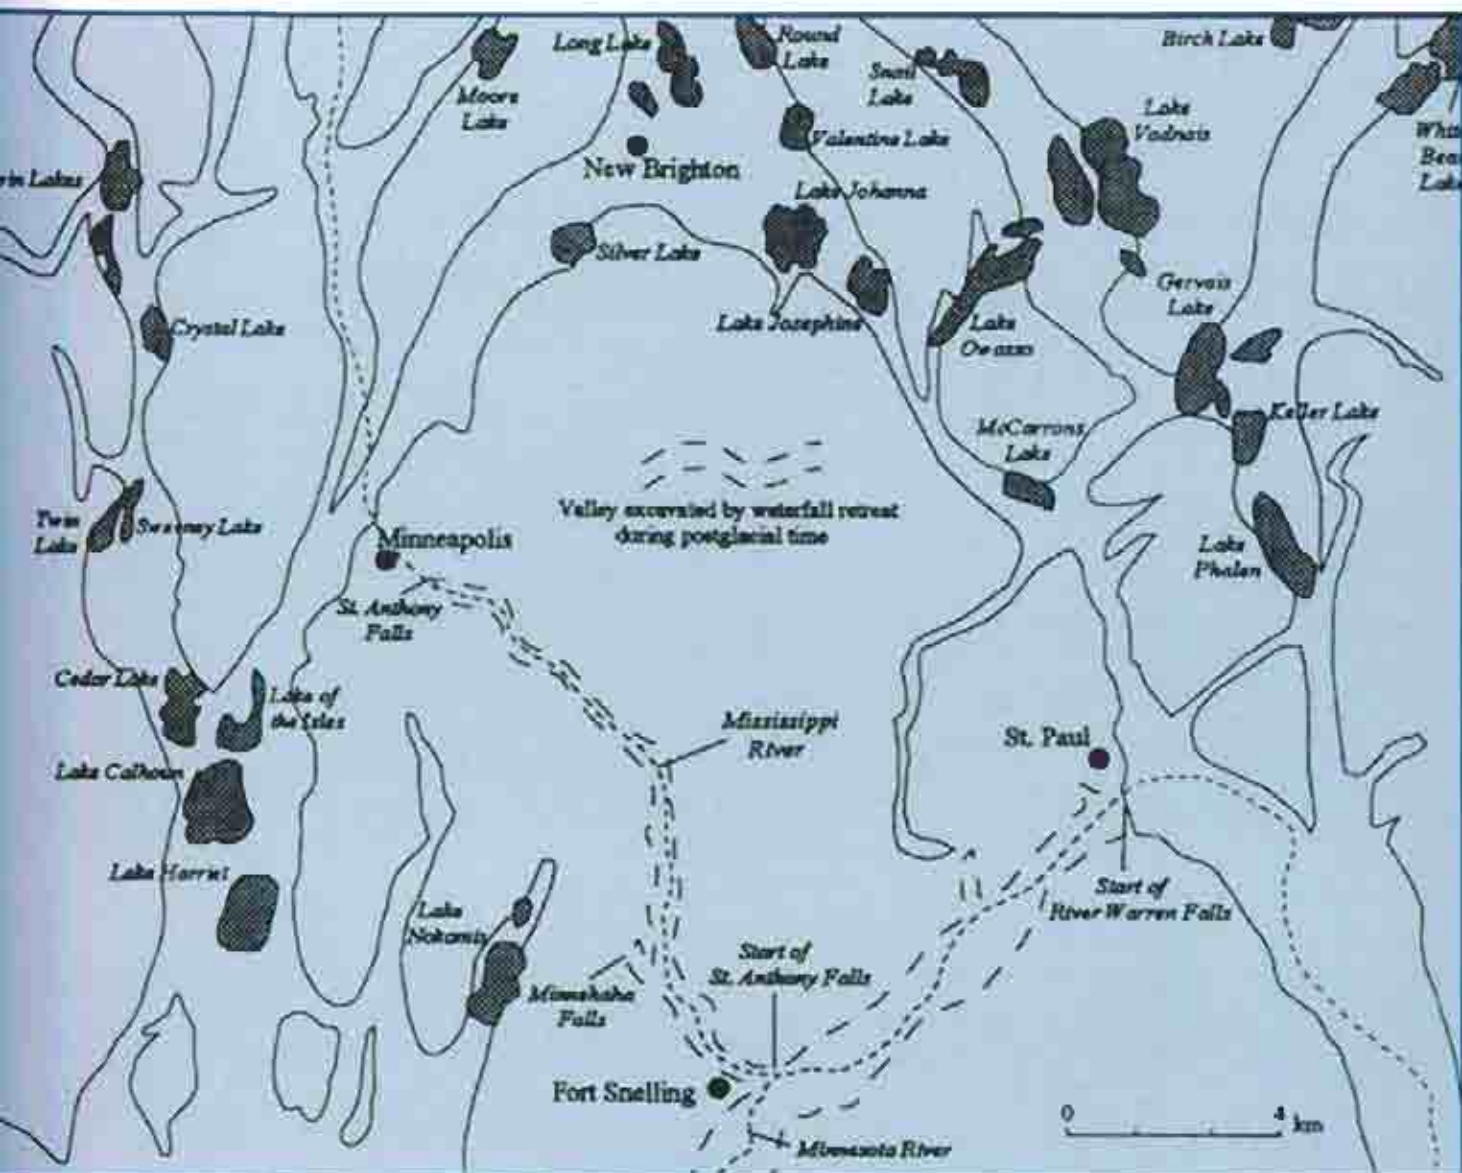 Long Lake
Round
Lake
Birch Lake
Moore
Lake
Snail
Lake
Lake
Vadnais
Valentine Lake
New Brighton
Lakes
Lake Johanna
Silver Lake
Gervais
Lake
Crystal Lake
Lake Josephine
Lake
Owasso
Keller Lake
McCarrons
Lake
Valley excavated by waterfall retreat
during postglacial time
Twin
Lake
Sweeney Lake
Minneapolis
Lake
Phalen
St. Anthony
Falls
Cedar Lake
Lake of
the Isles
Mississippi
River
St. Paul
Lake Calhoun
Lake Harriet
Start of
River Warren Falls
Lake
Nokomis
Start of
St. Anthony Falls
Minnehaha
Falls
Fort Snelling
0 4 km
Minnesota River